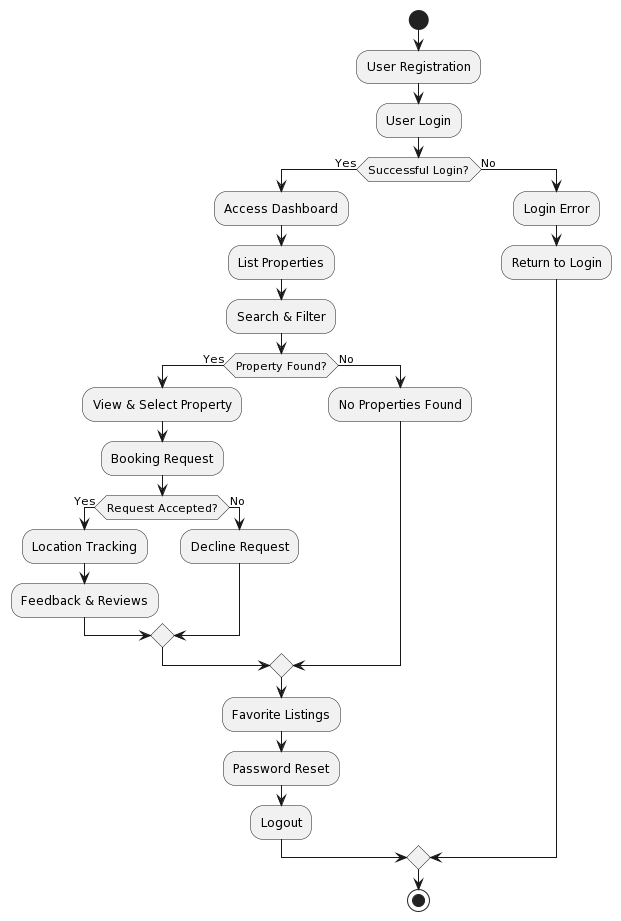 User Registration
User Login
Yes
Successful Login?
No
Access Dashboard
Login Error
List Properties
Return to Login
Search & Filter
Yes
Property Found?
No
View & Select Property
No Properties Found
Booking Request
Yes
Request Accepted?
No
Location Tracking
Decline Request
Feedback & Reviews
Favorite Listings
Password Reset
Logout